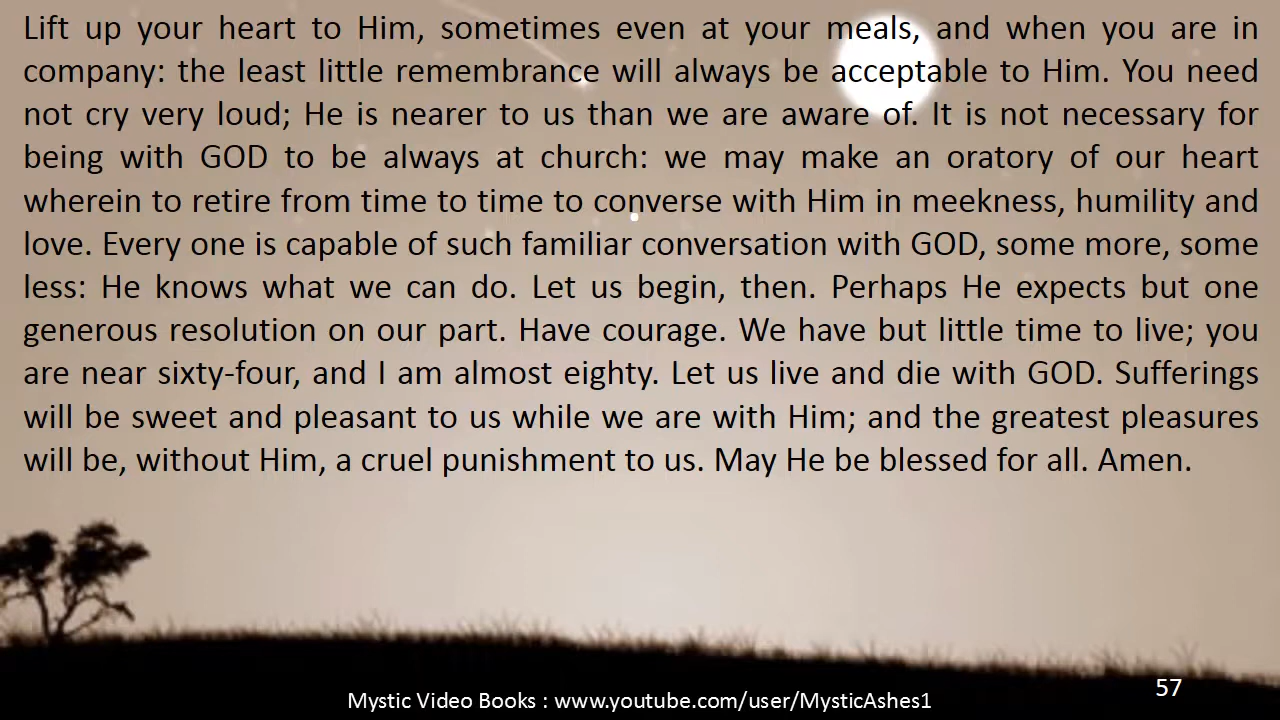 Lift up your heart to Him, sometimes even at your meals, and when you are in
company: the least little remembrance will always be acceptable to Him. You need
not cry very loud; He is nearer to us than we are aware of. It is not necessary for
being with GOD to be always at church: we may make an oratory of our heart
wherein to retire from time to time to converse with Him in meekness, humility and
love. Every one is capable of such familiar conversation with GOD, some more, some
less: He knows what we can do. Let us begin, then. Perhaps He expects but one
generous resolution on our part. Have courage. We have but little time to live; you
are near sixty-four, and I am almost eighty. Let us live and die with GOD. Sufferings
will be sweet and pleasant to us while we are with Him; and the greatest pleasures
will be, without Him, a cruel punishment to us. May He be blessed for all. Amen.
57
Mystic Video Books : www.youtube.com/user/MysticAshes1